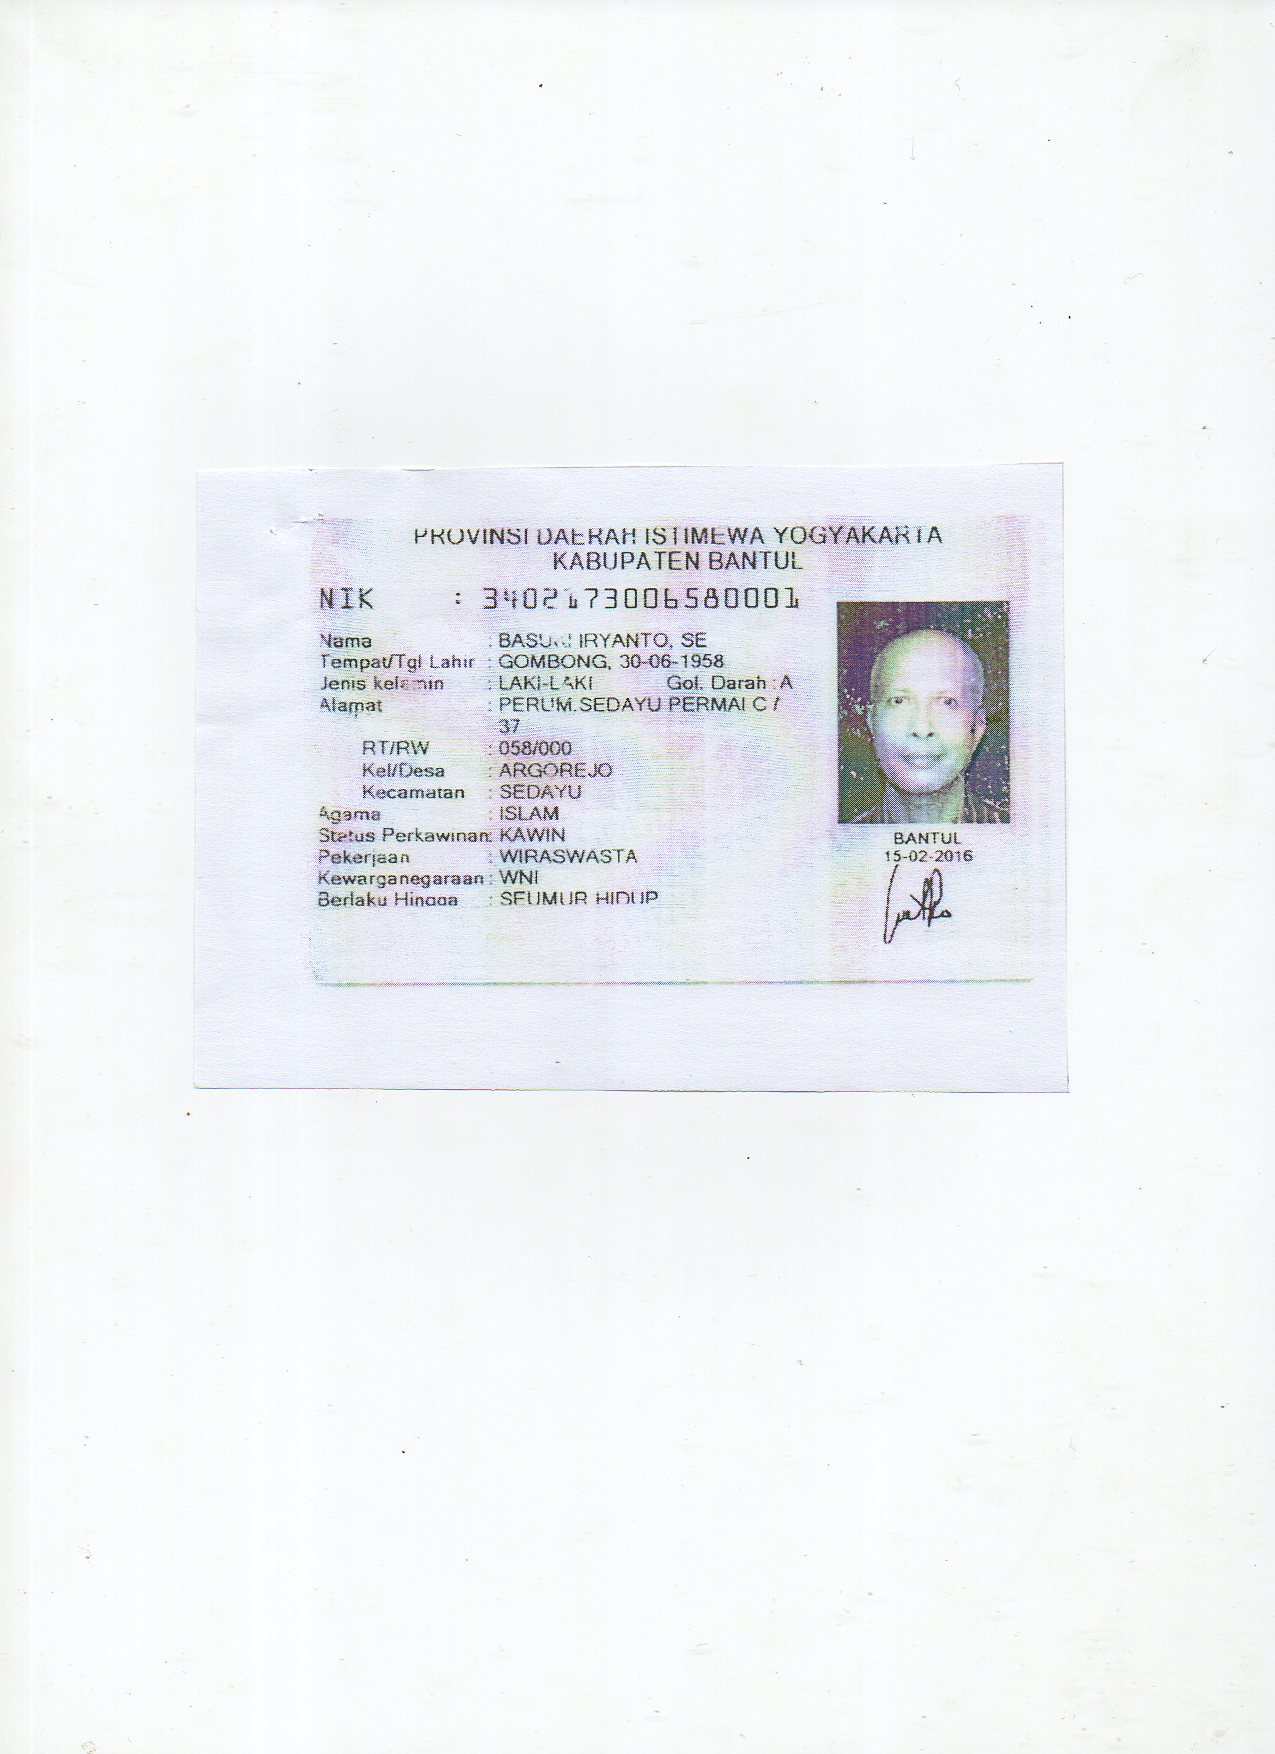 PROVINSI DAERAH ISTIMEWA YOGYAKARTA
KABUPATEN BANTUL
NIK : 3402173006580001
Nama : IRYANTO, SE
Tempat/Tgl Lahir : GOMBONG, 30-06-1958
Jenis kelamin : LAKI-LAKI Gol. Darah : A
Alamat : PERUM.SEDAYU PERMAI C /
37
RT/RW : 058/000
Kel/Desa : ARGOREJO
Kecamatan : SEDAYU
Agama : ISLAM
Status Perkawinan: KAWIN
Pekerjaan : WIRASWASTA
Kewarganegaraan : WNI
Berlaku Hingga : SEUMUR HIDUP
BANTUL
15-02-2016